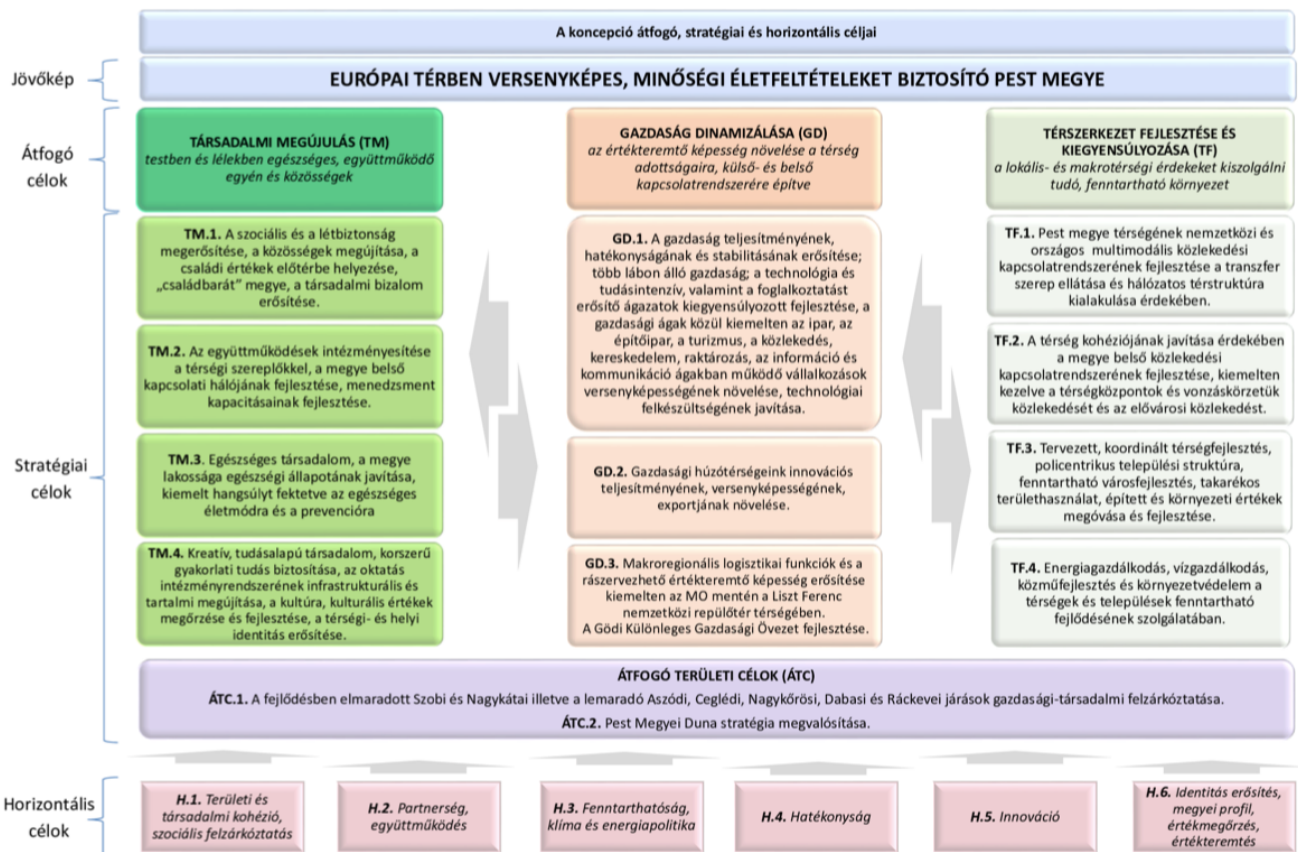 A koncepció átfogó, stratégiai és horizontális céljai
Jövőkép
EURÓPAI TÉRBEN VERSENYKÉPES, MINŐSÉGI ÉLETFELTÉTELEKET BIZTOSÍTÓ PEST MEGYE
Átfogó
célok
TÁRSADALMI MEGÚJULÁS (TM)
testben és lélekben egészséges, együttműködő
egyén és közösségek
GAZDASÁG DINAMIZÁLÁSA (GD)
az értékteremtő képesség növelése a térség
adottságaira, külső- és belső
kapcsolatrendszerére építve
TÉRSZERKEZET FEJLESZTÉSE ÉS
KIEGYENSÚLYOZÁSA (TF)
a lokális- és makrotérségi érdekeket kiszolgálni
tudó, fenntartható környezet
Stratégiai
célok
TM.1. A szociális és a létbiztonság
megerősítése, a közösségek megújítása, a
családi értékek előtérbe helyezése,
„családbarát" megye, a társadalmi bizalom
erősítése.
TM.2. Az együttműködések intézményesítése
a térségi szereplőkkel, a megye belső
kapcsolati hálójának fejlesztése, menedzsment
kapacitásainak fejlesztése.
TM.3. Egészséges társadalom, a megye
lakossága egészségi állapotának javítása,
kiemelt hangsúlyt fektetve az egészséges
életmódra és a prevencióra
TM.4. Kreatív, tudásalapú társadalom, korszerű
gyakorlati tudás biztosítása, az oktatás
intézményrendszerének infrastrukturális és
tartalmi megújítása, a kultúra, kulturális értékek
megőrzése és fejlesztése, a térségi- és helyi
identitás erősítése.
GD.1. A gazdaság teljesítményének,
hatékonyságának és stabilitásának erősítése;
több lábon álló gazdaság; a technológia és
tudásintenzív, valamint a foglalkoztatást
erősítő ágazatok kiegyensúlyozott fejlesztése, a
gazdasági ágak közül kiemelten az ipar, az
építőipar, a turizmus, a közlekedés,
kereskedelem, raktározás, az információ és
kommunikáció ágakban működő vállalkozások
versenyképességének növelése, technológiai
felkészültségének javítása.
GD.2. Gazdasági húzótérségeink innovációs
teljesítményének, versenyképességének,
exportjának növelése.
GD.3. Makroregionális logisztikai funkciók és a
rászervezhető értékteremtő képesség erősítése
kiemelten az MO mentén a Liszt Ferenc
nemzetközi repülőtér térségében.
A Gödi Különleges Gazdasági Övezet fejlesztése.
TF.1. Pest megye térségének nemzetközi és
országos multimodális közlekedési
kapcsolatrendszerének fejlesztése a transzfer
szerep ellátása és hálózatos térstruktúra
kialakulása érdekében.
TF.2. A térség kohéziójának javítása érdekében
a megye belső közlekedési
kapcsolatrendszerének fejlesztése, kiemelten
kezelve a térségközpontok és vonzáskörzetük
közlekedését és az elővárosi közlekedést.
TF.3. Tervezett, koordinált térségfejlesztés,
policentrikus települési struktúra,
fenntartható városfejlesztés, takarékos
területhasználat, épített és környezeti értékek
megóvása és fejlesztése.
TF.4. Energiagazdálkodás, vízgazdálkodás,
közműfejlesztés és környezetvédelem a
térségek és települések fenntartható
fejlődésének szolgálatában.
ÁTFOGÓ TERÜLETI CÉLOK (ÁTC)
ÁTC.1. A fejlődésben elmaradott Szobi és Nagykátai illetve a lemaradó Aszódi, Ceglédi, Nagykőrösi, Dabasi és Ráckevei járások gazdasági-társadalmi felzárkóztatása.
ÁTC.2. Pest Megyei Duna stratégia megvalósítása.
Horizontális
célok
H.1. Területi és
társadalmi kohézió,
szociális felzárkóztatás
H.2. Partnerség,
együttműködés
H.3. Fenntarthatóság,
klíma és energiapolitika
H.4. Hatékonyság
H.5. Innováció
H.6. Identitás erősítés,
megyei profil,
értékmegőrzés,
értékteremtés